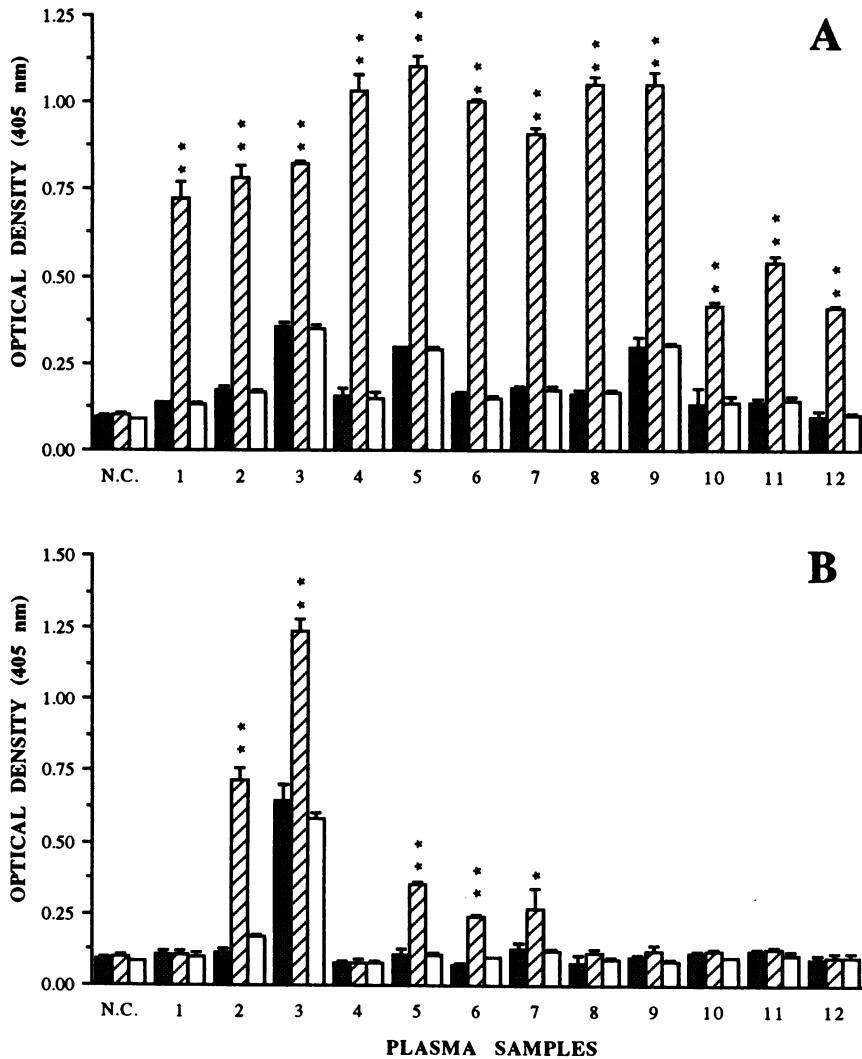 A
OPTICAL DENSITY (405 nm)
1.25
1.00
0.75
0.50
0.25
0.00
** ** ** ** ** ** ** ** ** ** ** **
N.C. 1 2 3 4 5 6 7 8 9 10 11 12
B
OPTICAL DENSITY (405 nm)
1.50
1.25
1.00
0.75
0.50
0.25
0.00
** ** ** ** *
N.C. 1 2 3 4 5 6 7 8 9 10 11 12
PLASMA SAMPLES